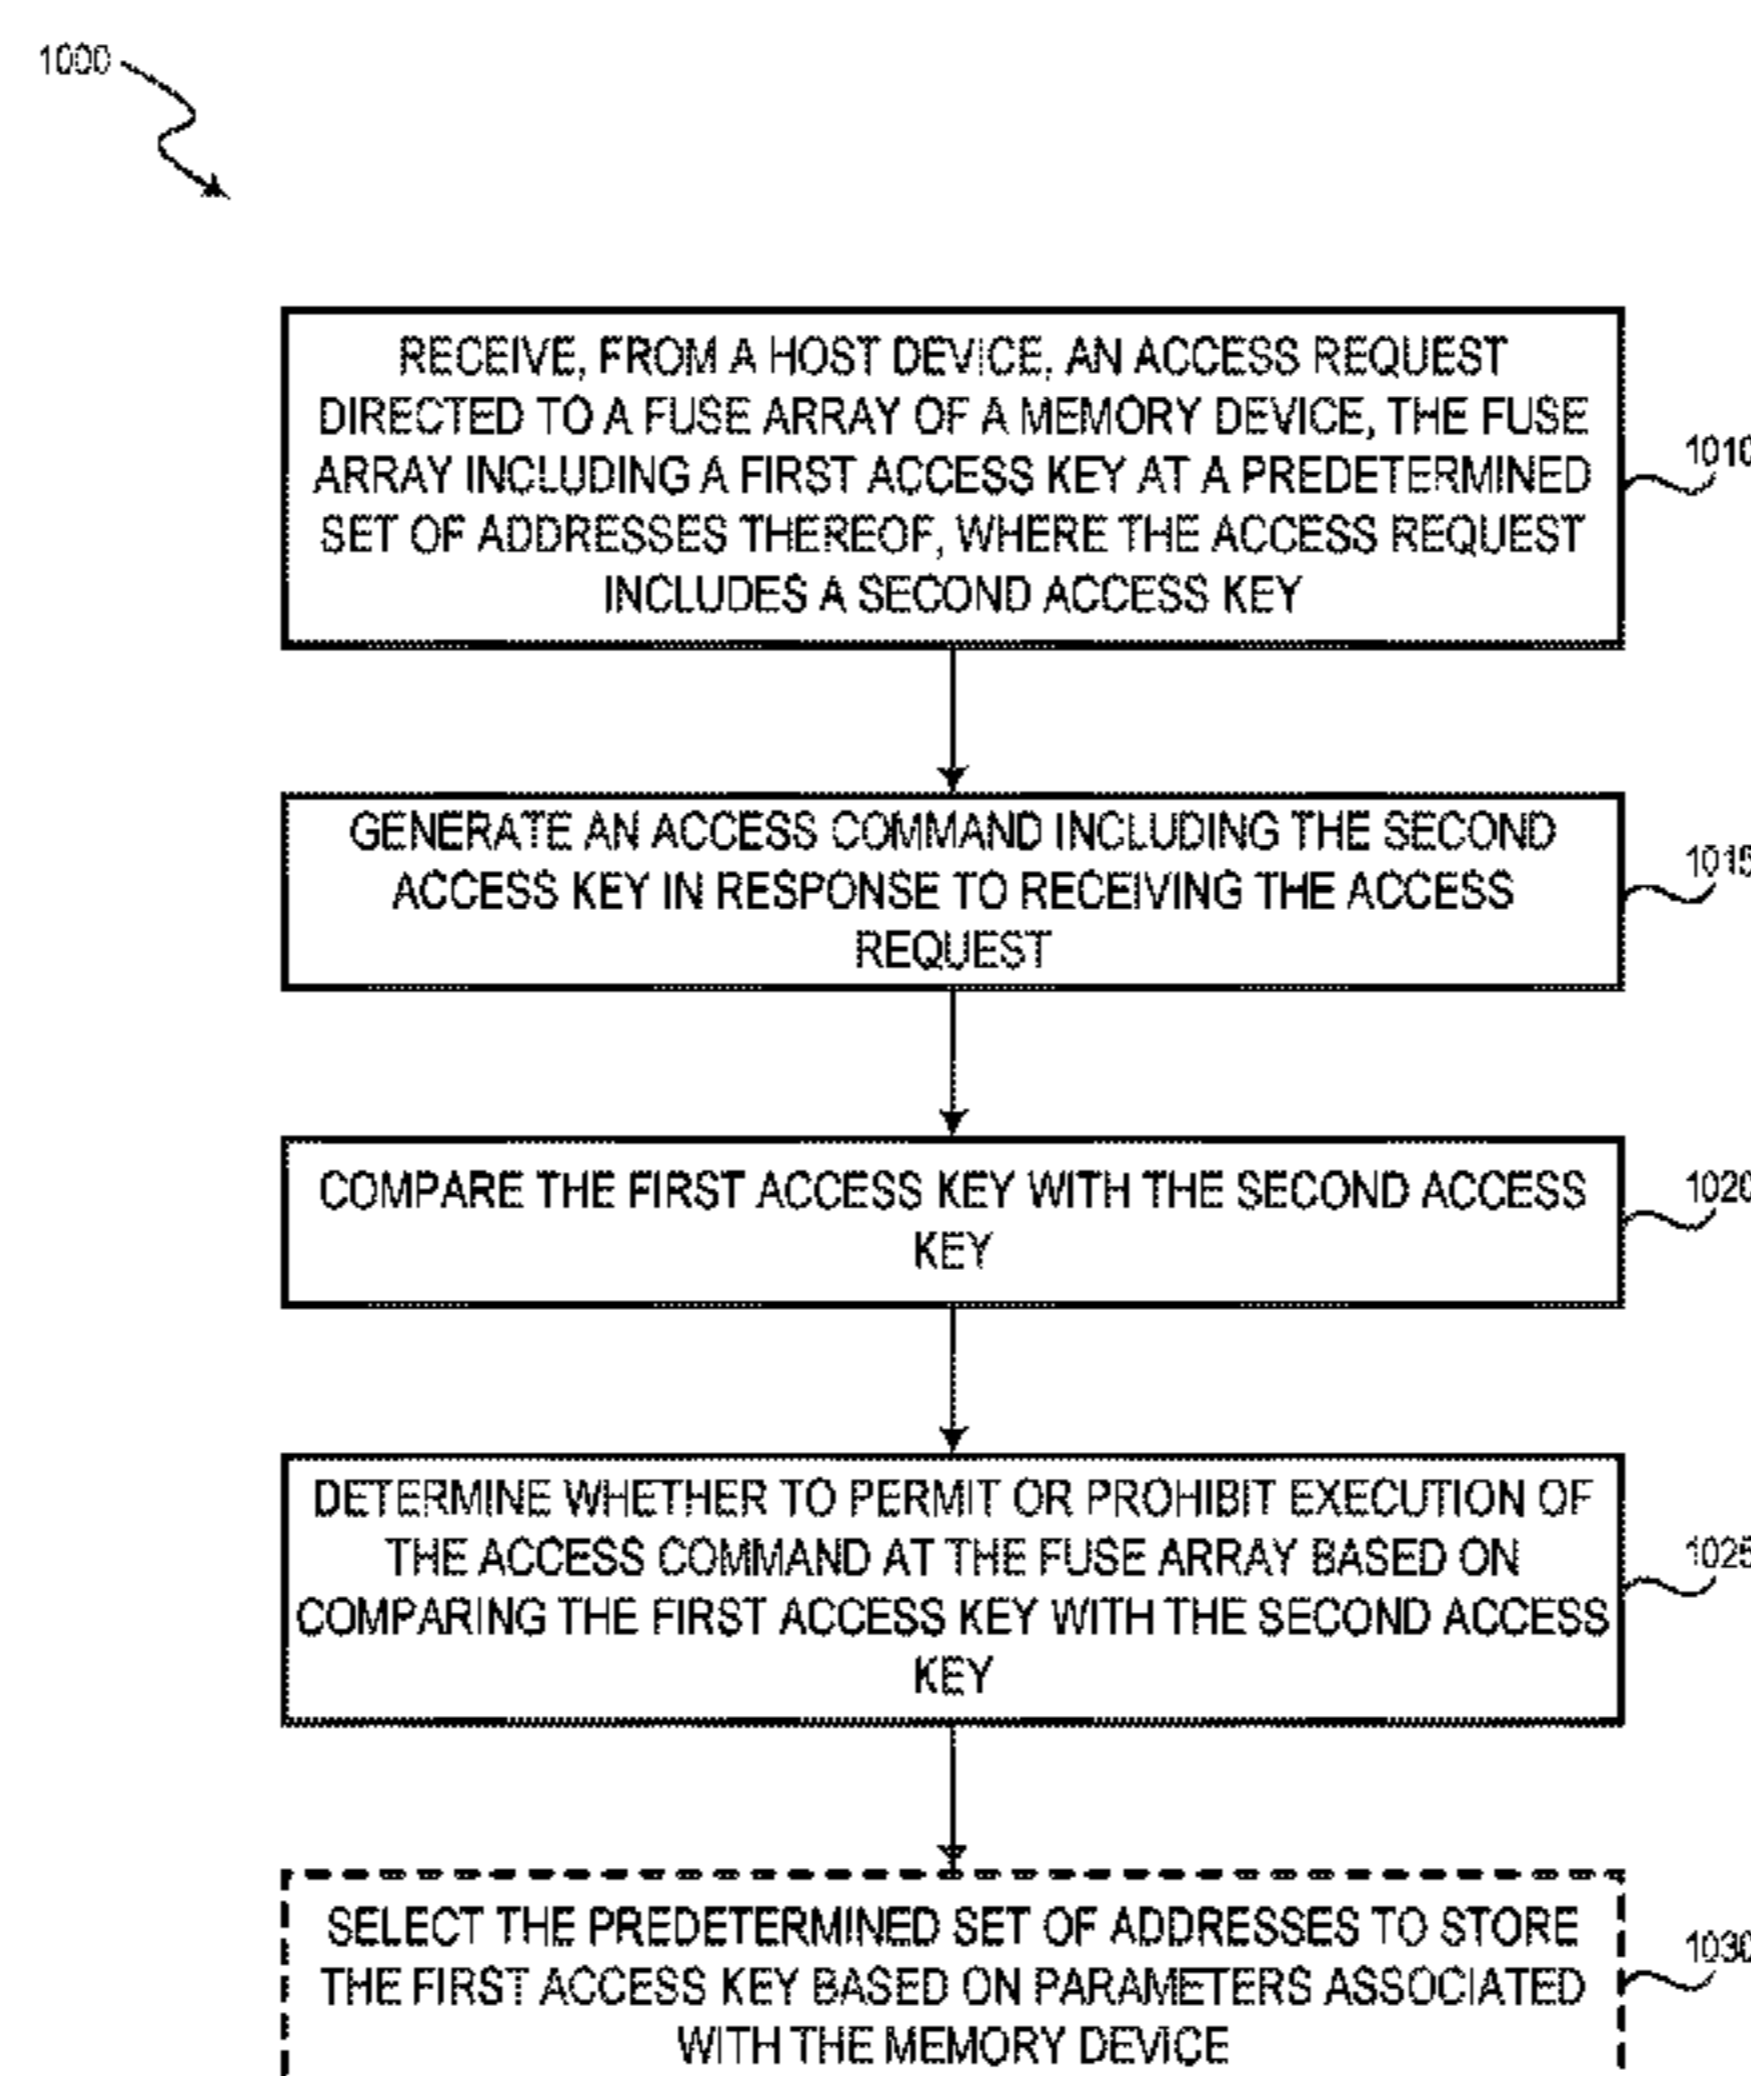 1000
RECEIVE, FROM A HOST DEVICE, AN ACCESS REQUEST
DIRECTED TO A FUSE ARRAY OF A MEMORY DEVICE, THE FUSE
ARRAY INCLUDING A FIRST ACCESS KEY AT A PREDETERMINED
SET OF ADDRESSES THEREOF, WHERE THE ACCESS REQUEST
INCLUDES A SECOND ACCESS KEY
1010
GENERATE AN ACCESS COMMAND INCLUDING THE SECOND
ACCESS KEY IN RESPONSE TO RECEIVING THE ACCESS
REQUEST
1015
COMPARE THE FIRST ACCESS KEY WITH THE SECOND ACCESS
KEY
1020
DETERMINE WHETHER TO PERMIT OR PROHIBIT EXECUTION OF
THE ACCESS COMMAND AT THE FUSE ARRAY BASED ON
COMPARING THE FIRST ACCESS KEY WITH THE SECOND ACCESS
KEY
1025
SELECT THE PREDETERMINED SET OF ADDRESSES TO STORE
THE FIRST ACCESS KEY BASED ON PARAMETERS ASSOCIATED
WITH THE MEMORY DEVICE
1030